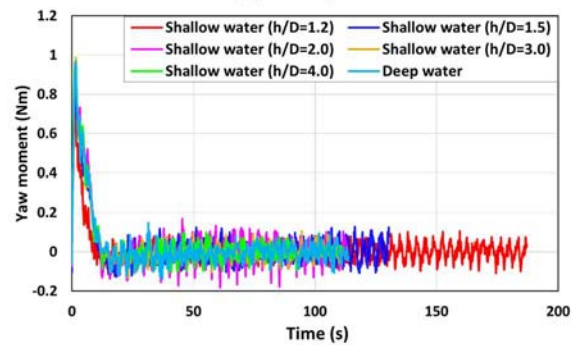 1.2
Shallow water (h/D=1.2) Shallow water (h/D=1.5)
1 Shallow water (h/D=2.0) Shallow water (h/D=3.0)
Shallow water (h/D=4.0) Deep water
0.8
0.6
0.4
0.2
0
-0.2
Yaw moment (Nm)
0 50 100 150 200
Time (s)